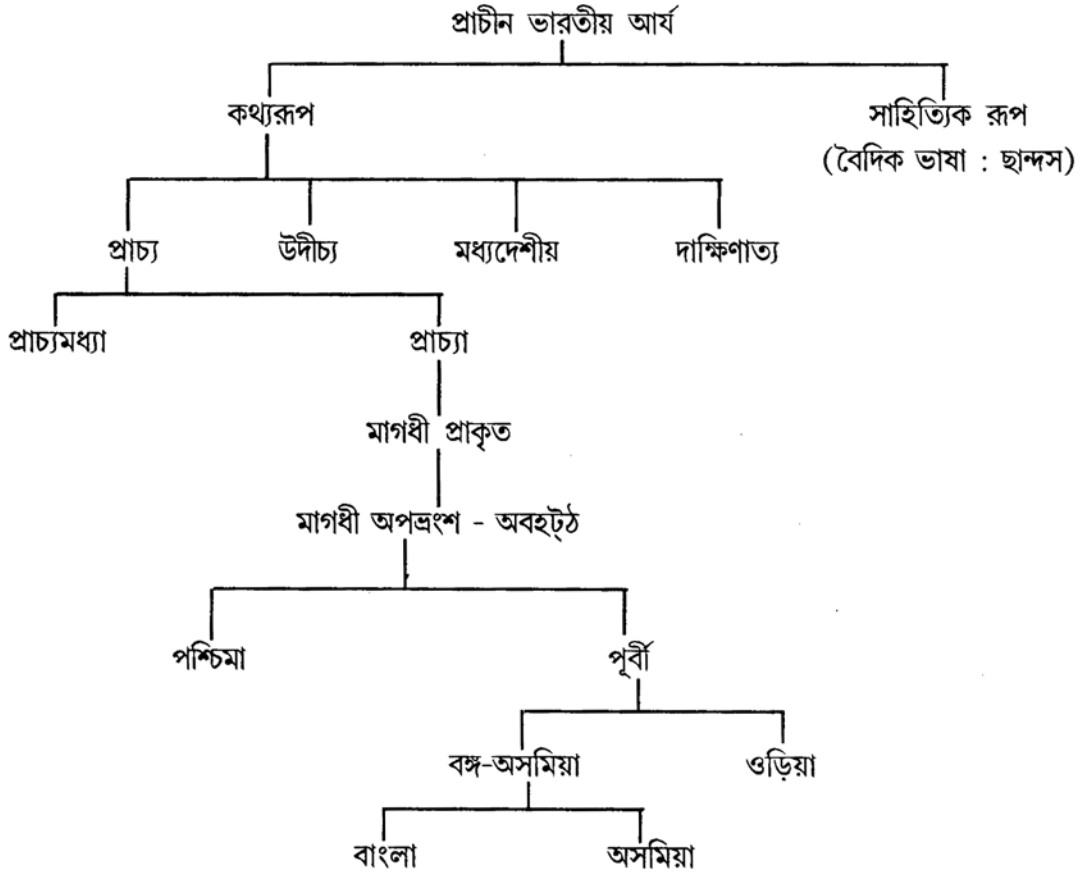 প্রাচীন ভারতীয় আর্য
কথ্যরূপ
সাহিত্যিক রূপ
(বৈদিক ভাষা : ছান্দস)
প্রাচ্য
উদীচ্য
মধ্যদেশীয়
দাক্ষিণাত্য
প্রাচ্যমধ্যা
প্রাচ্যা
মাগধী প্রাকৃত
মাগধী অপভ্রংশ - অবহট্‌ঠ
পশ্চিমা
পূর্বী
বঙ্গ-অসমিয়া
ওড়িয়া
বাংলা
অসমিয়া